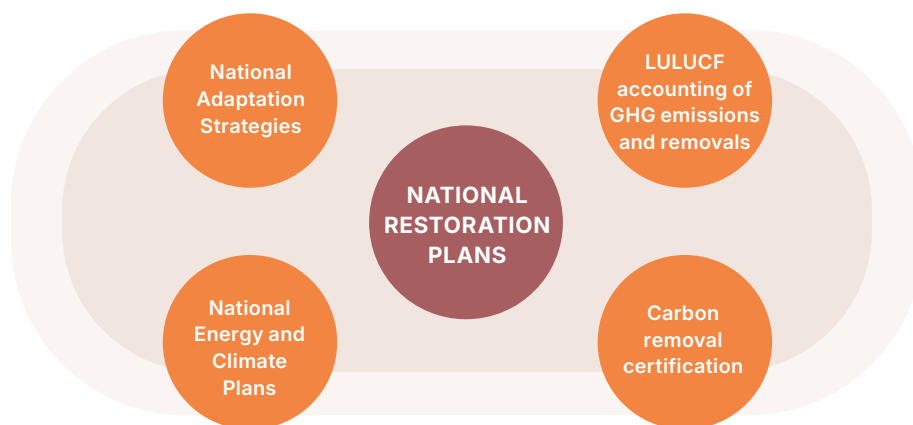 National
Adaptation
Strategies
LULUCF
accounting of
GHG emissions
and removals
NATIONAL
RESTORATION
PLANS
National
Energy and
Climate
Plans
Carbon
removal
certification